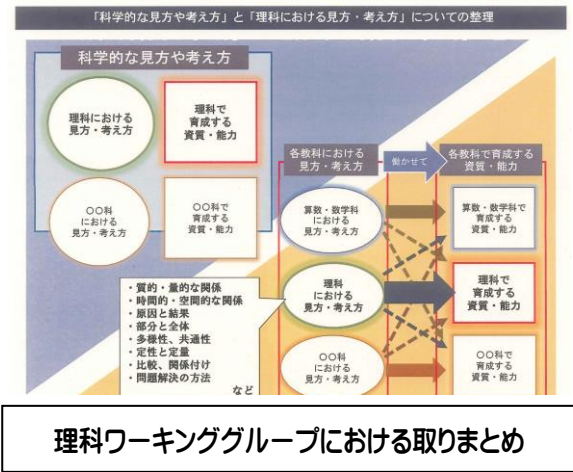 「科学的な見方や考え方」と「理科における見方・考え方」についての整理
科学的な見方や考え方
理科における
見方・考え方
理科で
育成する
資質・能力
〇〇科
における
見方・考え方
〇〇科で
育成する
資質・能力
各教科における
見方・考え方
働かせて
各教科で育成する
資質・能力
算数・数学科
における
見方・考え方
算数・数学科で
育成する
資質・能力
理科
における
見方・考え方
理科で
育成する
資質・能力
〇〇科
における
見方・考え方
〇〇科で
育成する
資質・能力
・質的・量的な関係
・時間的・空間的な関係
・原因と結果
・部分と全体
・多様性、共通性
・定性と定量
・比較、関係付け
・問題解決の方法
など
理科ワーキンググループにおける取りまとめ